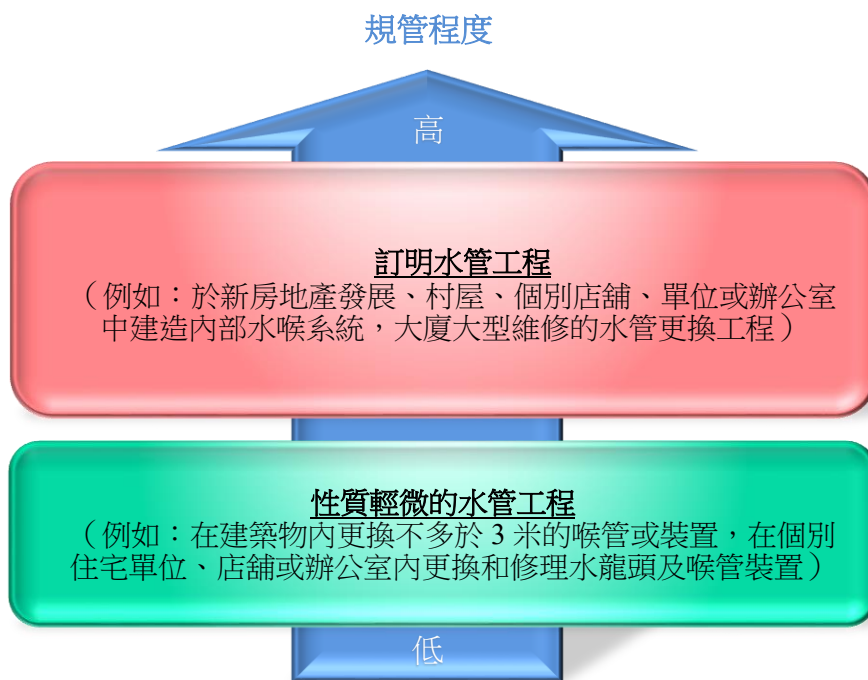 規管程度
高
訂明水管工程
（例如：於新房地產發展、村屋、個別店舖、單位或辦公室
中建造內部水喉系統，大廈大型維修的水管更換工程）
性質輕微的水管工程
（例如：在建築物內更換不多於 3 米的喉管或裝置，在個別
住宅單位、店舖或辦公室內更換和修理水龍頭及喉管裝置）
低